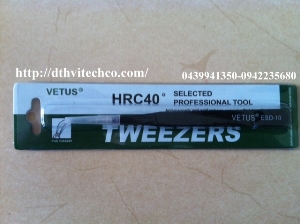 http://dthvitechco.com/
0439941350-0942235680
VETUS®
HRC40°
SELECTED
PROFESSIONAL TOOL
TWEEZERS
VETUS® ESD-10